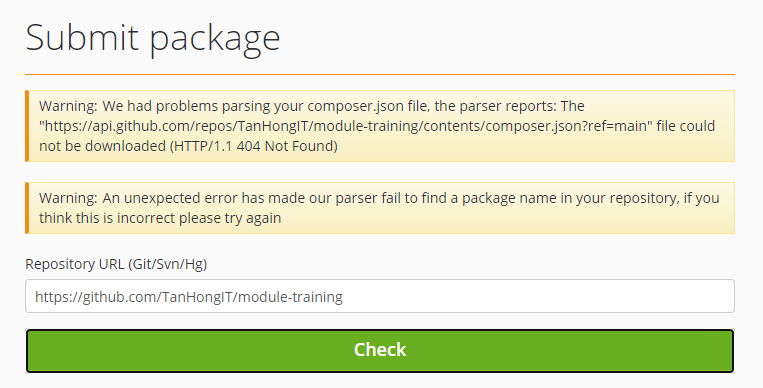 Submit package
Warning: We had problems parsing your composer.json file, the parser reports: The
"https://api.github.com/repos/TanHongIT/module-training/contents/composer.json?ref=main" file could
not be downloaded (HTTP/1.1 404 Not Found)
Warning: An unexpected error has made our parser fail to find a package name in your repository, if you
think this is incorrect please try again
Repository URL (Git/Svn/Hg)
https://github.com/TanHongIT/module-training
Check